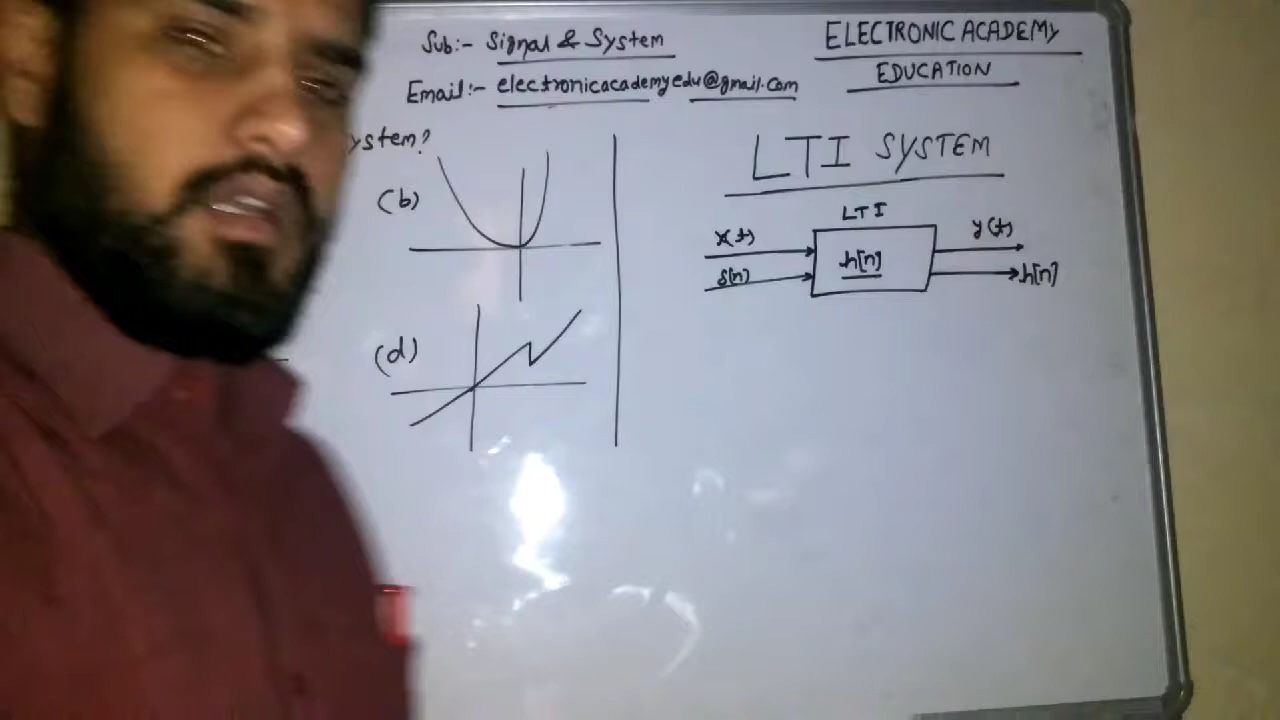 Sub:- Signal & System
Email:- electronicacademyedu@gmail.com
ELECTRONIC ACADEMY
EDUCATION
ystem?
(b)
(d)
LTI SYSTEM
LTI
x(t)
δ[n]
h[n]
y(t)
h[n]